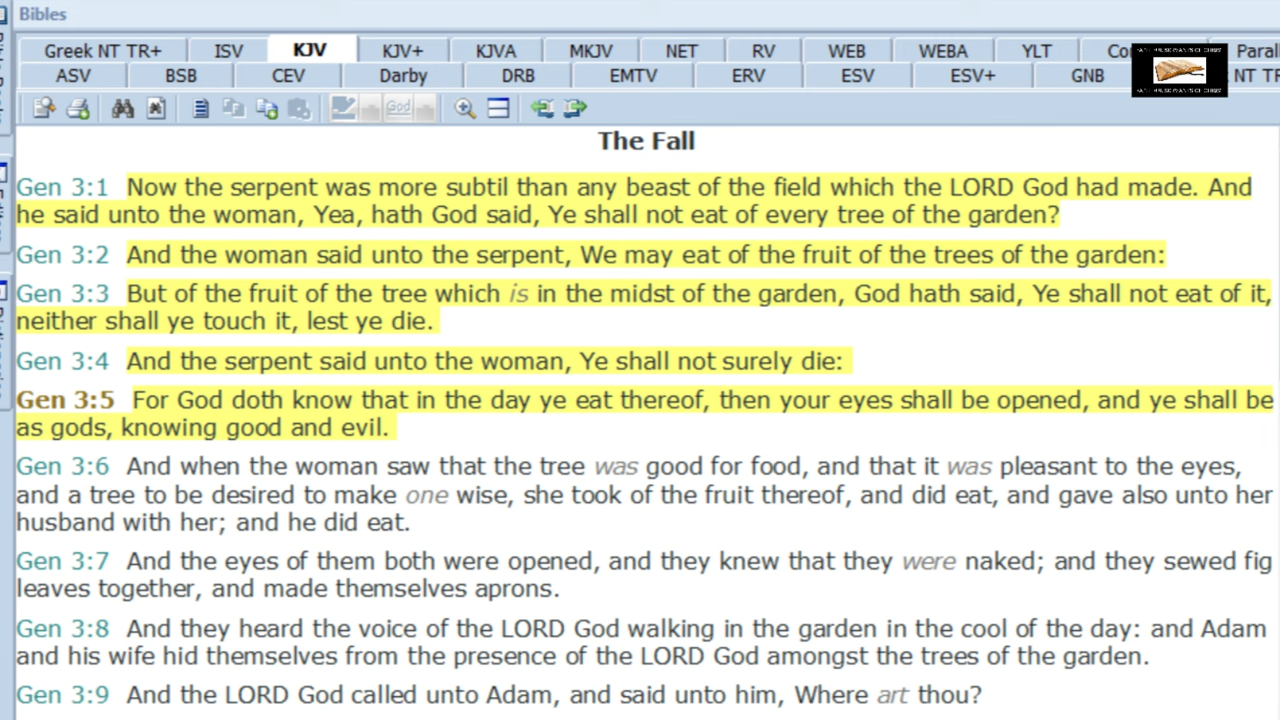 Bibles
Greek NT TR+ ISV KJV KJV+ KJVA MKJV NET RV WEB WEBA YLT Paral
ASV BSB CEV Darby DRB EMTV ERV ESV ESV+ GNB NT TR
God
The Fall
Gen 3:1 Now the serpent was more subtil than any beast of the field which the LORD God had made. And
he said unto the woman, Yea, hath God said, Ye shall not eat of every tree of the garden?
Gen 3:2 And the woman said unto the serpent, We may eat of the fruit of the trees of the garden:
Gen 3:3 But of the fruit of the tree which is in the midst of the garden, God hath said, Ye shall not eat of it,
neither shall ye touch it, lest ye die.
Gen 3:4 And the serpent said unto the woman, Ye shall not surely die:
Gen 3:5 For God doth know that in the day ye eat thereof, then your eyes shall be opened, and ye shall be
as gods, knowing good and evil.
Gen 3:6 And when the woman saw that the tree was good for food, and that it was pleasant to the eyes,
and a tree to be desired to make one wise, she took of the fruit thereof, and did eat, and gave also unto her
husband with her; and he did eat.
Gen 3:7 And the eyes of them both were opened, and they knew that they were naked; and they sewed fig
leaves together, and made themselves aprons.
Gen 3:8 And they heard the voice of the LORD God walking in the garden in the cool of the day: and Adam
and his wife hid themselves from the presence of the LORD God amongst the trees of the garden.
Gen 3:9 And the LORD God called unto Adam, and said unto him, Where art thou?